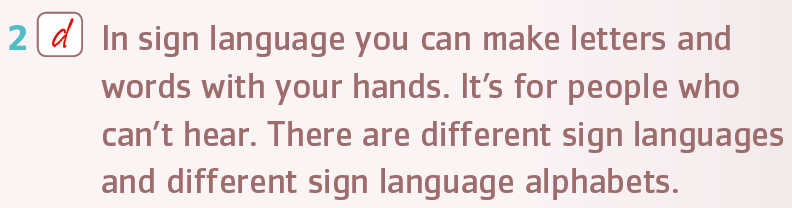 2 d In sign language you can make letters and
words with your hands. It's for people who
can't hear. There are different sign languages
and different sign language alphabets.